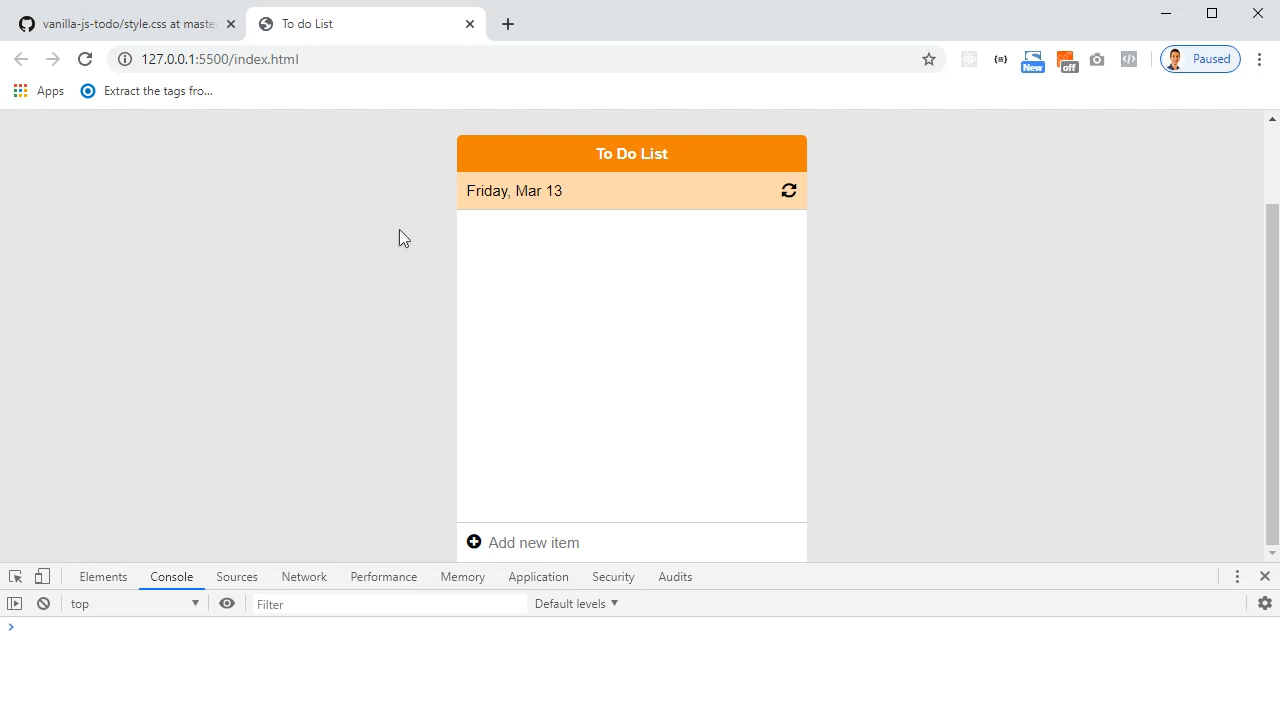 vanilla-js-todo/style.css at maste
To do List
127.0.0.1:5500/index.html
New
off
Paused
Apps
Extract the tags fro...
To Do List
Friday, Mar 13
Add new item
Elements Console Sources Network Performance Memory Application Security Audits
top Filter Default levels